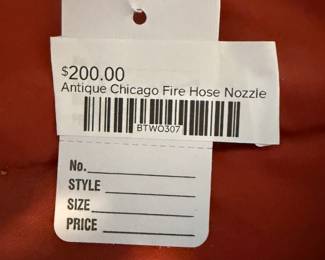 $200.00
Antique Chicago Fire Hose Nozzle
BTWO307
No.
STYLE
SIZE
PRICE